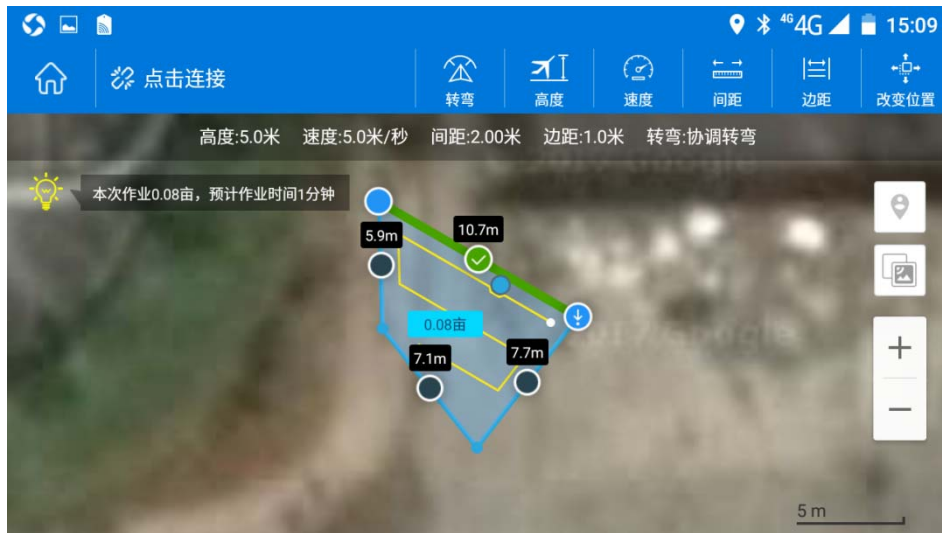 4G 4G 15:09
点击连接
转弯 高度 速度 间距 边距 改变位置
高度:5.0米 速度:5.0米/秒 间距:2.00米 边距:1.0米 转弯:协调转弯
本次作业0.08亩，预计作业时间1分钟
10.7m
5.9m
0.08亩
7.1m
7.7m
5 m